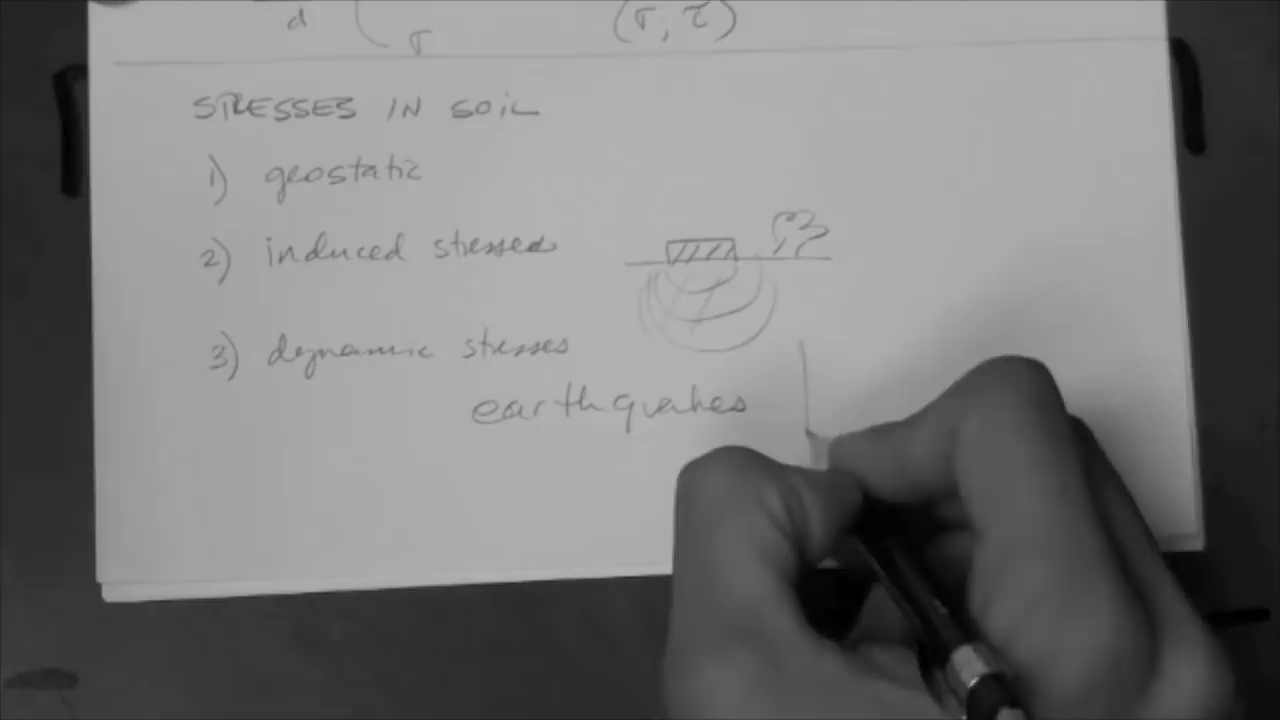 d σ (σ, τ)
STRESSES IN SOIL
1) geostatic
2) induced stresses
3) dynamic stresses
earthquakes